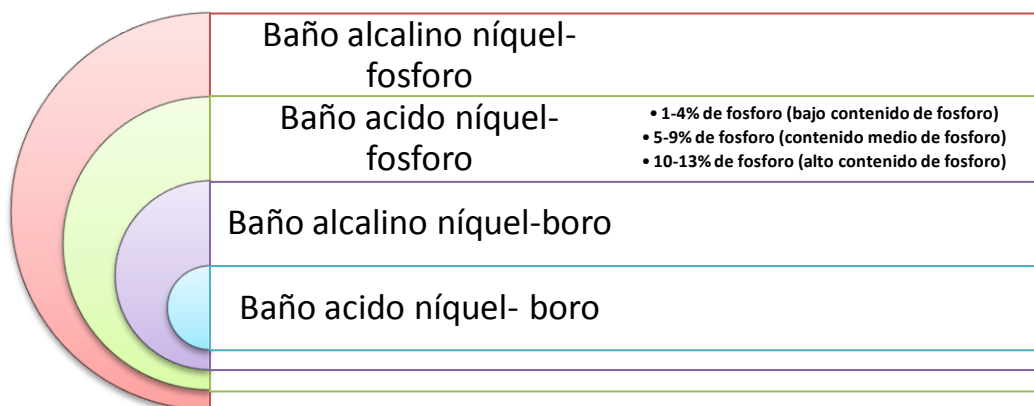 Baño alcalino níquel-
fosforo
Baño acido níquel-
fosforo
• 1-4% de fosforo (bajo contenido de fosforo)
• 5-9% de fosforo (contenido medio de fosforo)
• 10-13% de fosforo (alto contenido de fosforo)
Baño alcalino níquel-boro
Baño acido níquel- boro